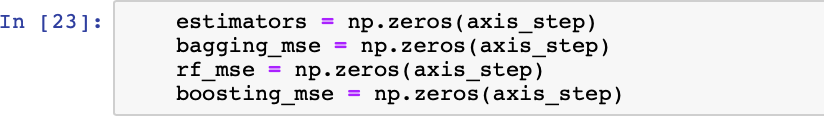 In [23]: estimators = np.zeros(axis_step)
bagging_mse = np.zeros(axis_step)
rf_mse = np.zeros(axis_step)
boosting_mse = np.zeros(axis_step)